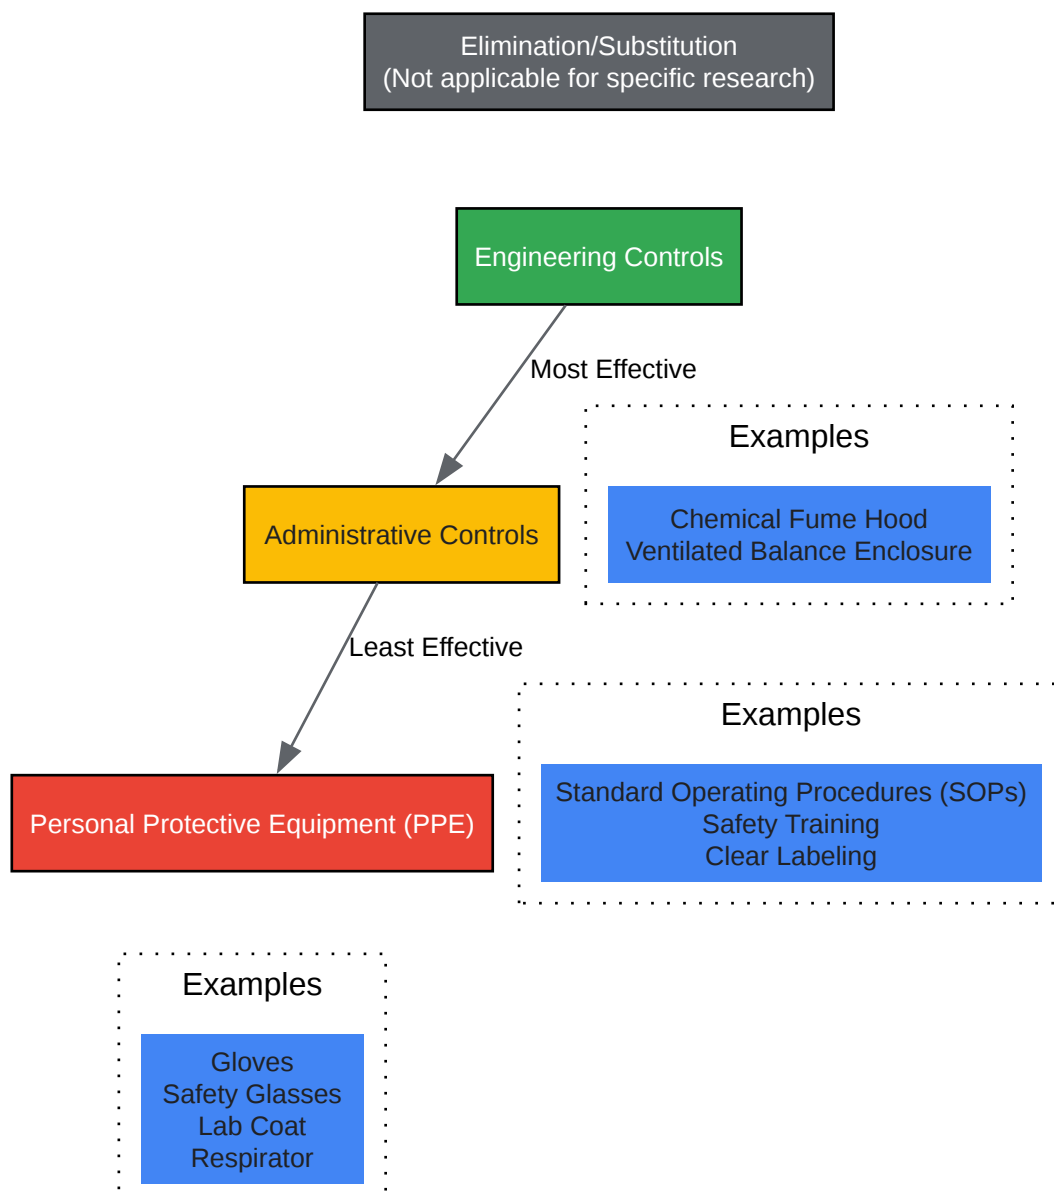 Elimination/Substitution
(Not applicable for specific research)
Engineering Controls
Most Effective
Examples
Chemical Fume Hood
Ventilated Balance Enclosure
Administrative Controls
Least Effective
Examples
Standard Operating Procedures (SOPs)
Safety Training
Clear Labeling
Personal Protective Equipment (PPE)
Examples
Gloves
Safety Glasses
Lab Coat
Respirator